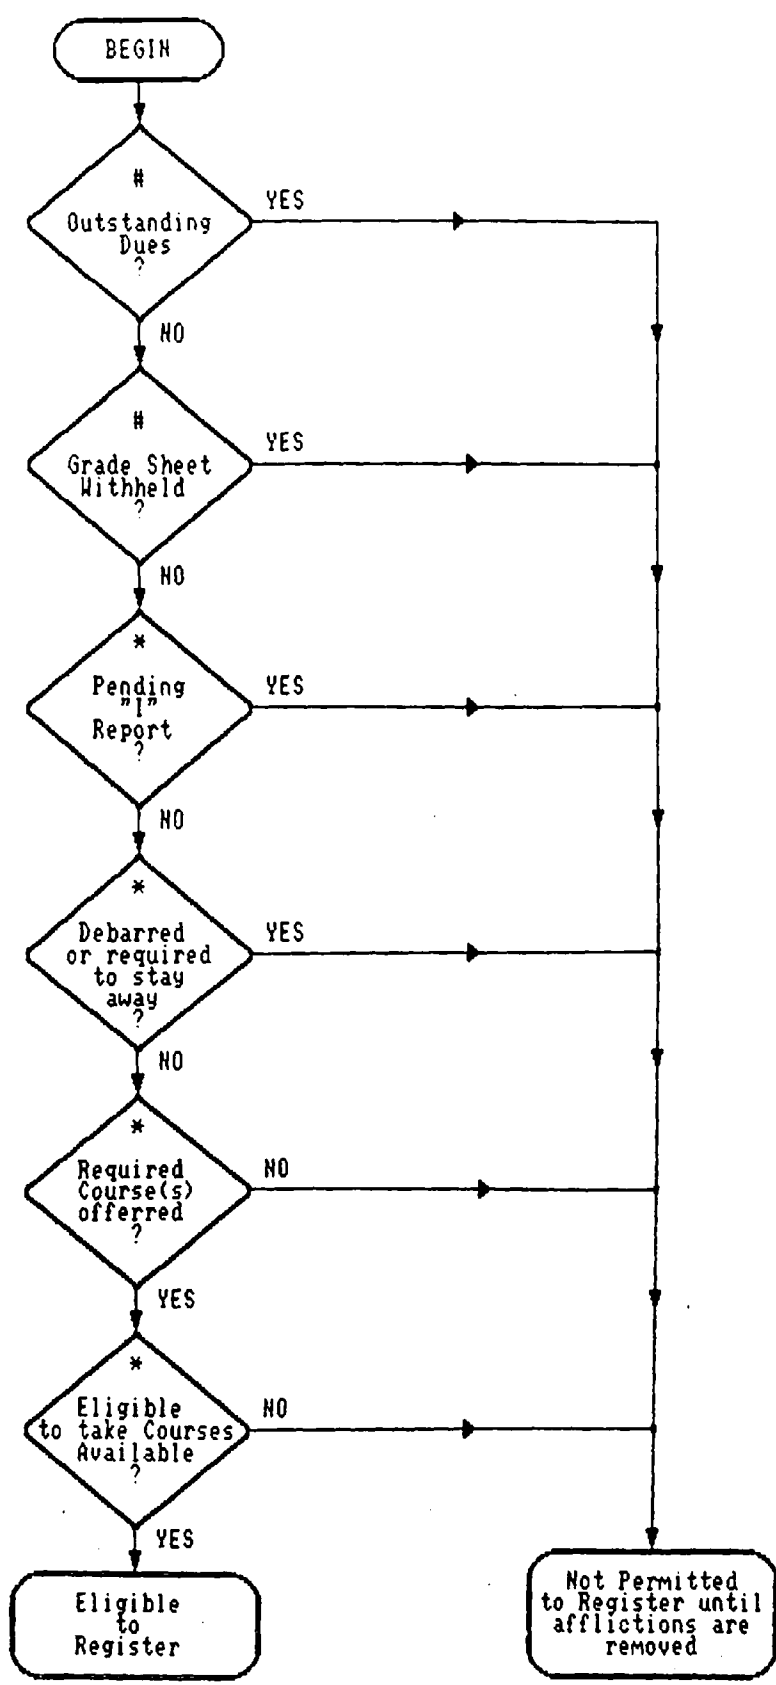 BEGIN
#
Outstanding
Dues
?
YES
NO
#
Grade Sheet
Withheld
?
YES
NO
*
Pending
"I"
Report
?
YES
NO
*
Debarred
or required
to stay
away
?
YES
NO
*
Required
Course(s)
offerred
?
NO
YES
*
Eligible
to take Courses
Available
?
NO
YES
Eligible
to
Register
Not Permitted
to Register until
afflictions are
removed